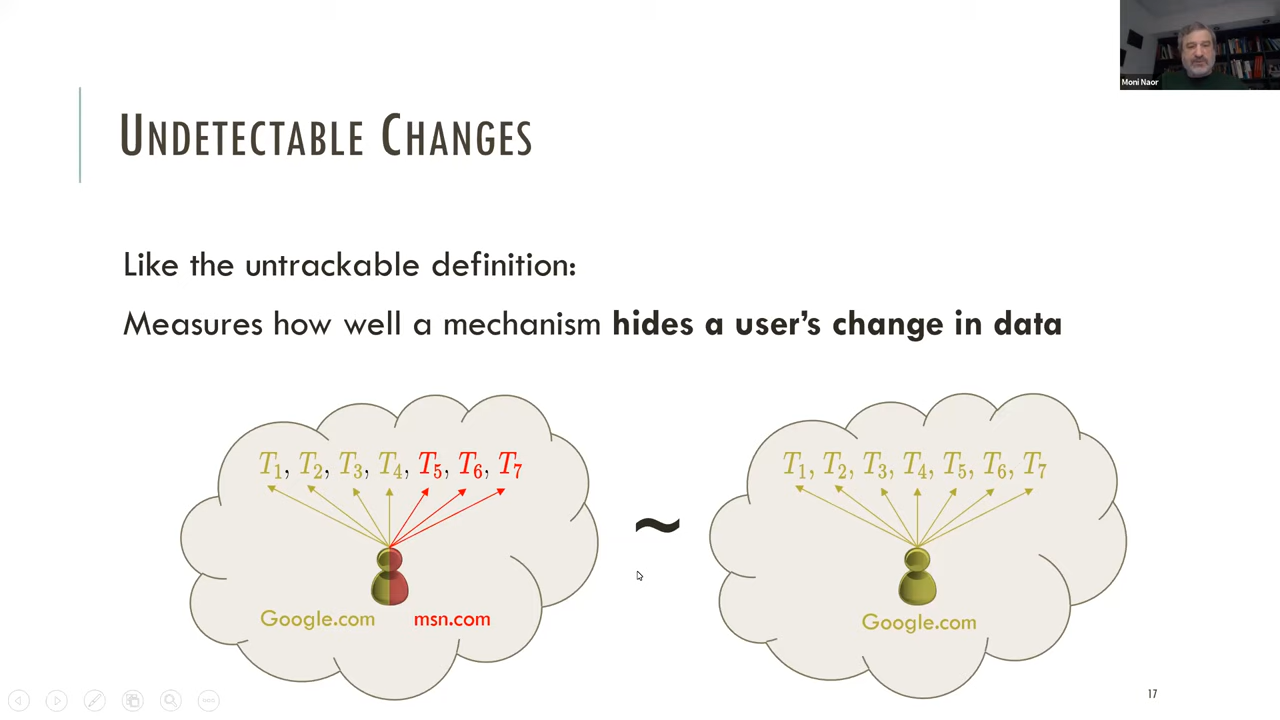 Moni Naor
UNDETECTABLE CHANGES
Like the untrackable definition:
Measures how well a mechanism hides a user’s change in data
T1, T2, T3, T4, T5, T6, T7
Google.com
msn.com
~
T1, T2, T3, T4, T5, T6, T7
Google.com
17